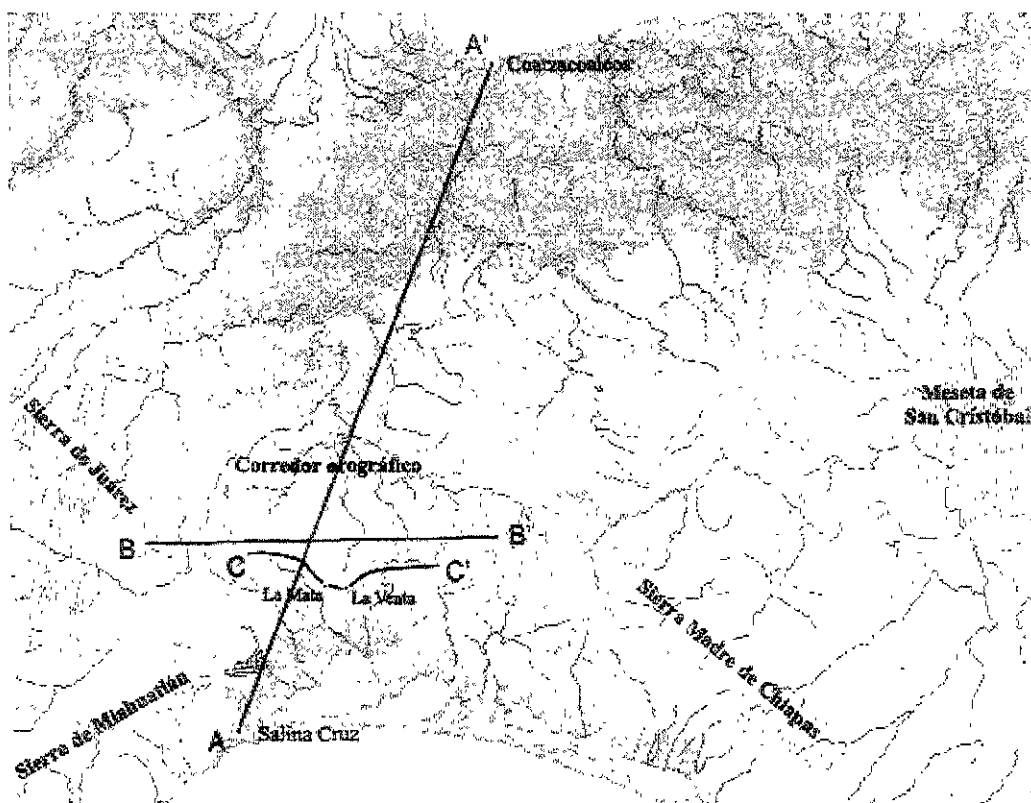 A'
Coatzacoalcos
Sierra de Juárez
Meseta de
San Cristóbal
Corredor orográfico
B
B'
C
C'
La Mata
La Venta
Sierra Madre de Chiapas
Sierra de Miahuatlán
A
Salina Cruz